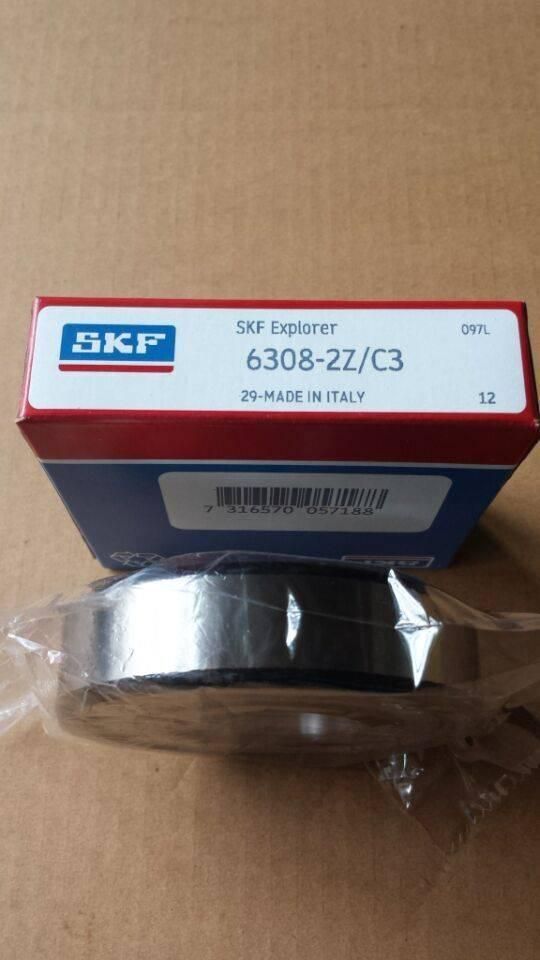 SKF
SKF Explorer
097L
6308-2Z/C3
29-MADE IN ITALY
12
7 316570 057188